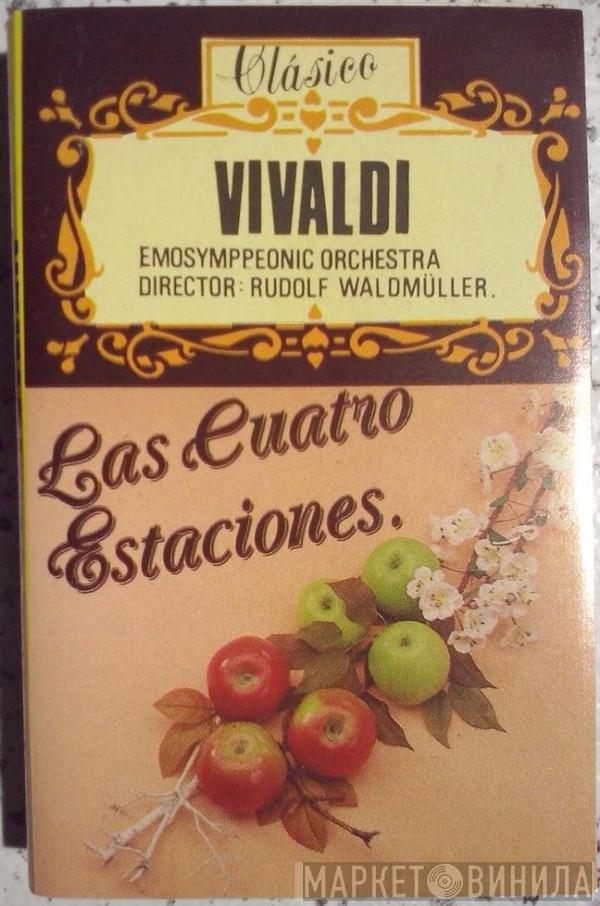 Clásico
VIVALDI
EMOSYMPPEONIC ORCHESTRA
DIRECTOR: RUDOLF WALDMÜLLER.
Las Cuatro
Estaciones.
МАРКЕТ ВИНИЛА